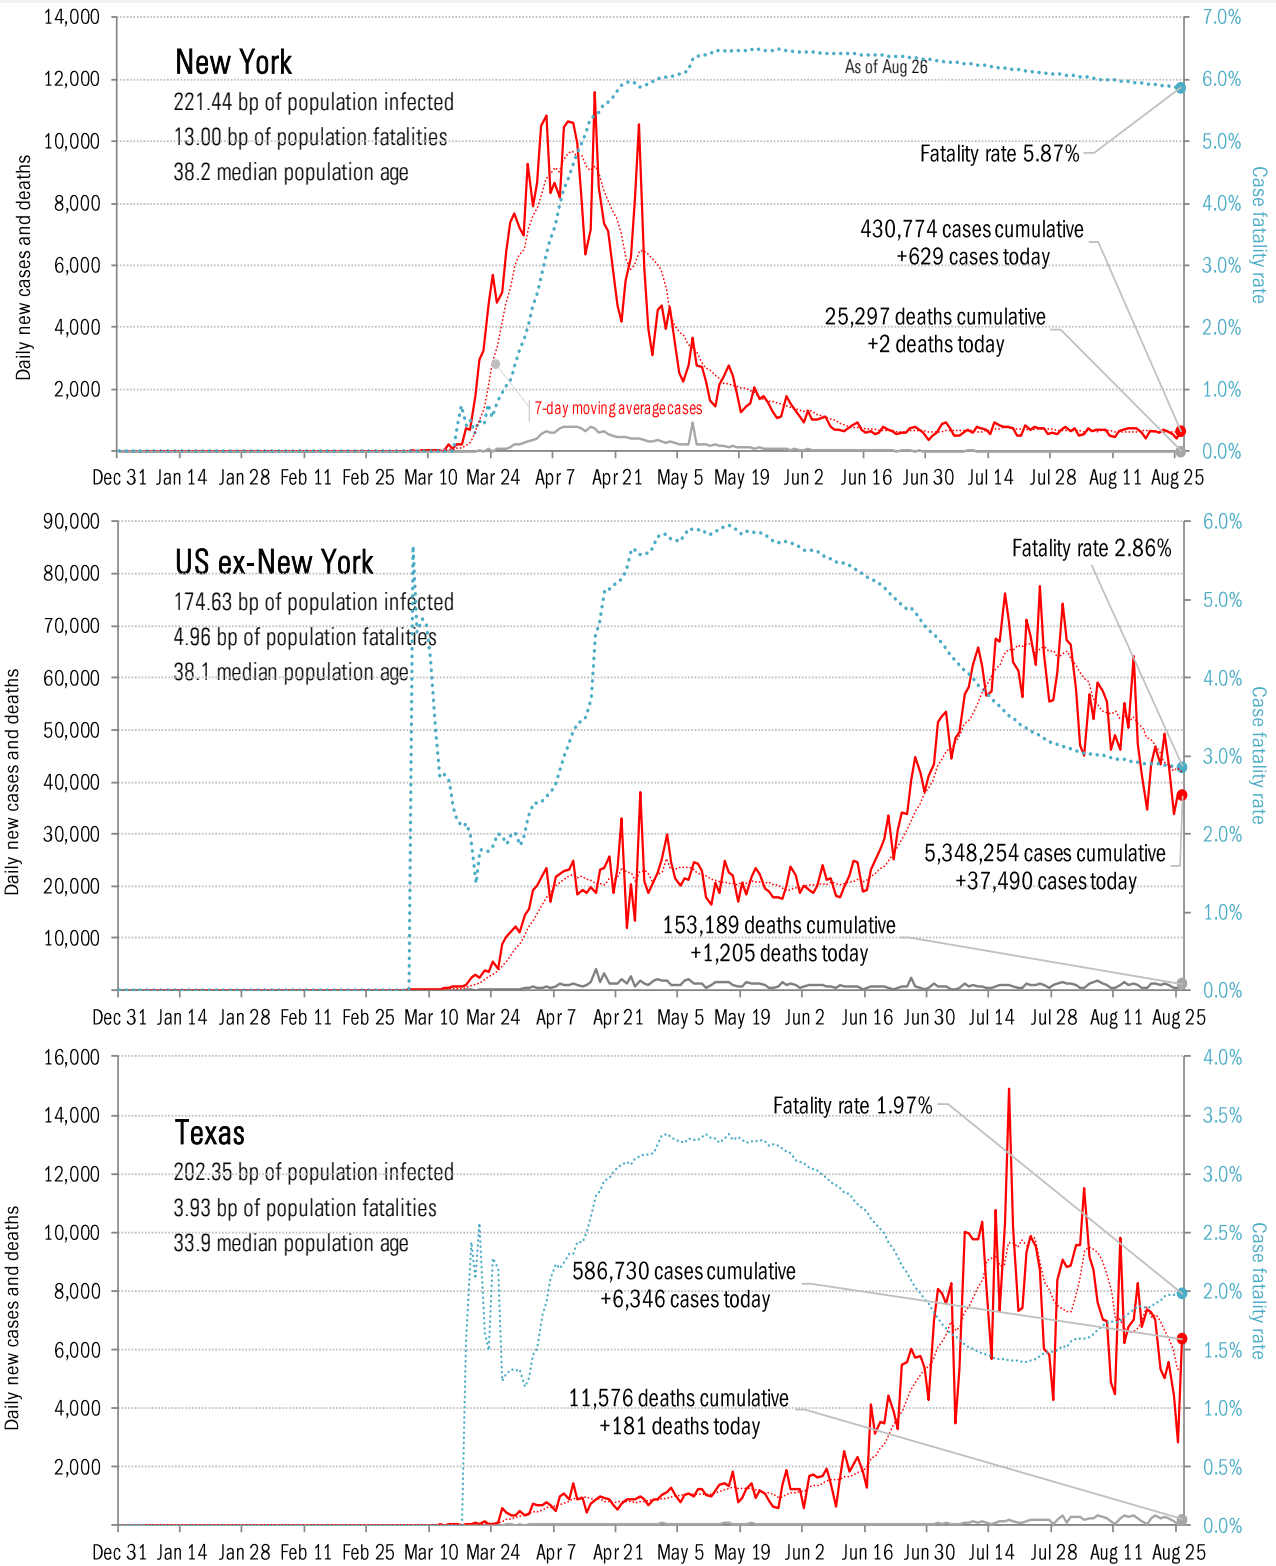 14,000
12,000
10,000
8,000
6,000
4,000
2,000
Daily new cases and deaths
7.0%
6.0%
5.0%
4.0%
3.0%
2.0%
1.0%
0.0%
Case fatality rate
New York
221.44 bp of population infected
13.00 bp of population fatalities
38.2 median population age
As of Aug 26
Fatality rate 5.87%
430,774 cases cumulative
+629 cases today
25,297 deaths cumulative
+2 deaths today
7-day moving average cases
Dec 31 Jan 14 Jan 28 Feb 11 Feb 25 Mar 10 Mar 24 Apr 7 Apr 21 May 5 May 19 Jun 2 Jun 16 Jun 30 Jul 14 Jul 28 Aug 11 Aug 25
90,000
80,000
70,000
60,000
50,000
40,000
30,000
20,000
10,000
Daily new cases and deaths
6.0%
5.0%
4.0%
3.0%
2.0%
1.0%
0.0%
Case fatality rate
US ex-New York
174.63 bp of population infected
4.96 bp of population fatalities
38.1 median population age
Fatality rate 2.86%
5,348,254 cases cumulative
+37,490 cases today
153,189 deaths cumulative
+1,205 deaths today
Dec 31 Jan 14 Jan 28 Feb 11 Feb 25 Mar 10 Mar 24 Apr 7 Apr 21 May 5 May 19 Jun 2 Jun 16 Jun 30 Jul 14 Jul 28 Aug 11 Aug 25
16,000
14,000
12,000
10,000
8,000
6,000
4,000
2,000
Daily new cases and deaths
4.0%
3.5%
3.0%
2.5%
2.0%
1.5%
1.0%
0.5%
0.0%
Case fatality rate
Texas
202.35 bp of population infected
3.93 bp of population fatalities
33.9 median population age
Fatality rate 1.97%
586,730 cases cumulative
+6,346 cases today
11,576 deaths cumulative
+181 deaths today
Dec 31 Jan 14 Jan 28 Feb 11 Feb 25 Mar 10 Mar 24 Apr 7 Apr 21 May 5 May 19 Jun 2 Jun 16 Jun 30 Jul 14 Jul 28 Aug 11 Aug 25